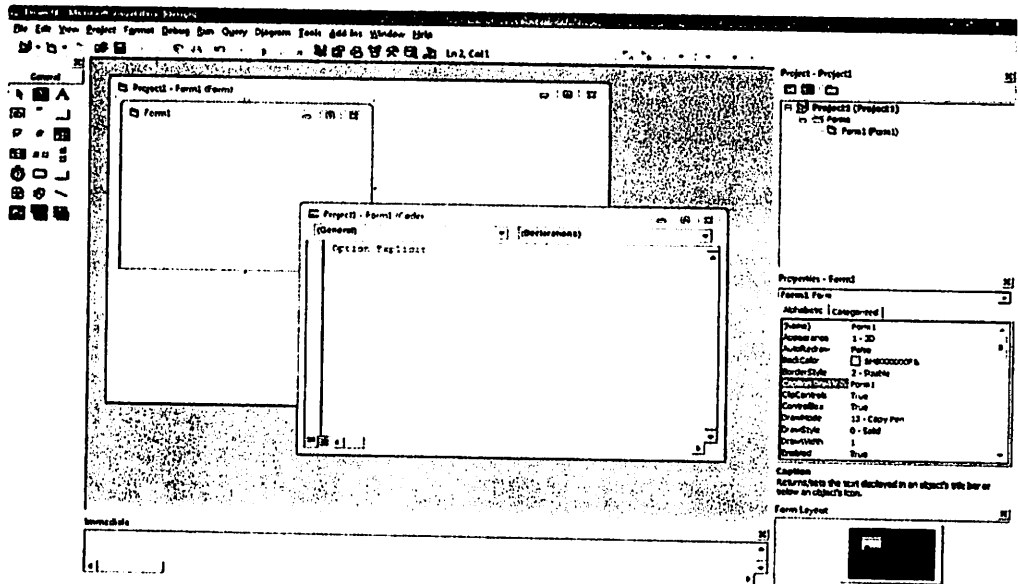 File Edit View Project Format Debug Run Query Diagram Tools Add-Ins Window Help
Ln 2, Col 1
General
Project1 - Form1 (Form)
Form1
Project1 - Form1 (Code)
(General)
(Declarations)
Option Explicit
Project - Project1
Project1 (Project1)
Forms
Form1 (Form1)
Properties - Form1
Form1 Form
Alphabetic Categorized
(Name) Form1
Appearance 1 - 3D
AutoRedraw False
BackColor &H8000000F&
BorderStyle 2 - Sizable
Caption Form1
ClipControls True
ControlBox True
DrawMode 13 - Copy Pen
DrawStyle 0 - Solid
DrawWidth 1
Enabled True
Caption
Returns/sets the text displayed in an object's title bar or
below an object's icon.
Form Layout
Immediate